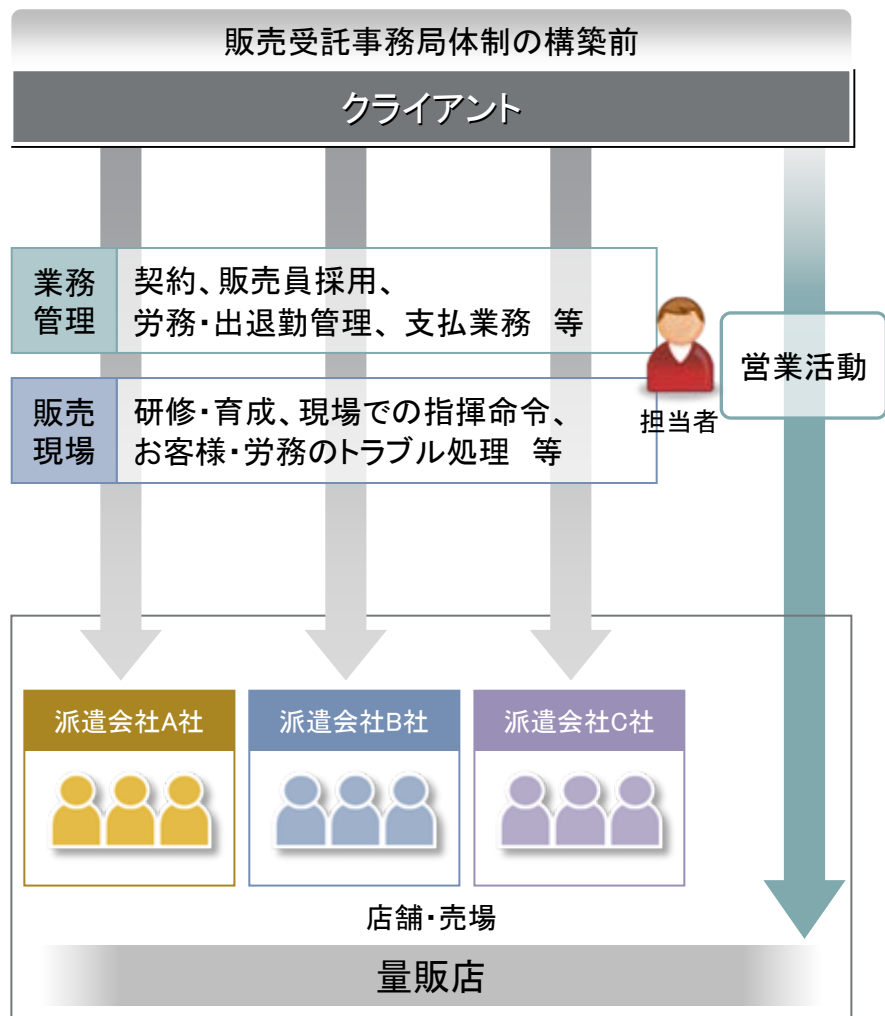 販売受託事務局体制の構築前
クライアント
業務
管理
契約、販売員採用、
労務・出退勤管理、支払業務 等
販売
現場
研修・育成、現場での指揮命令、
お客様・労務のトラブル処理 等
担当者
営業活動
派遣会社A社
派遣会社B社
派遣会社C社
店舗・売場
量販店